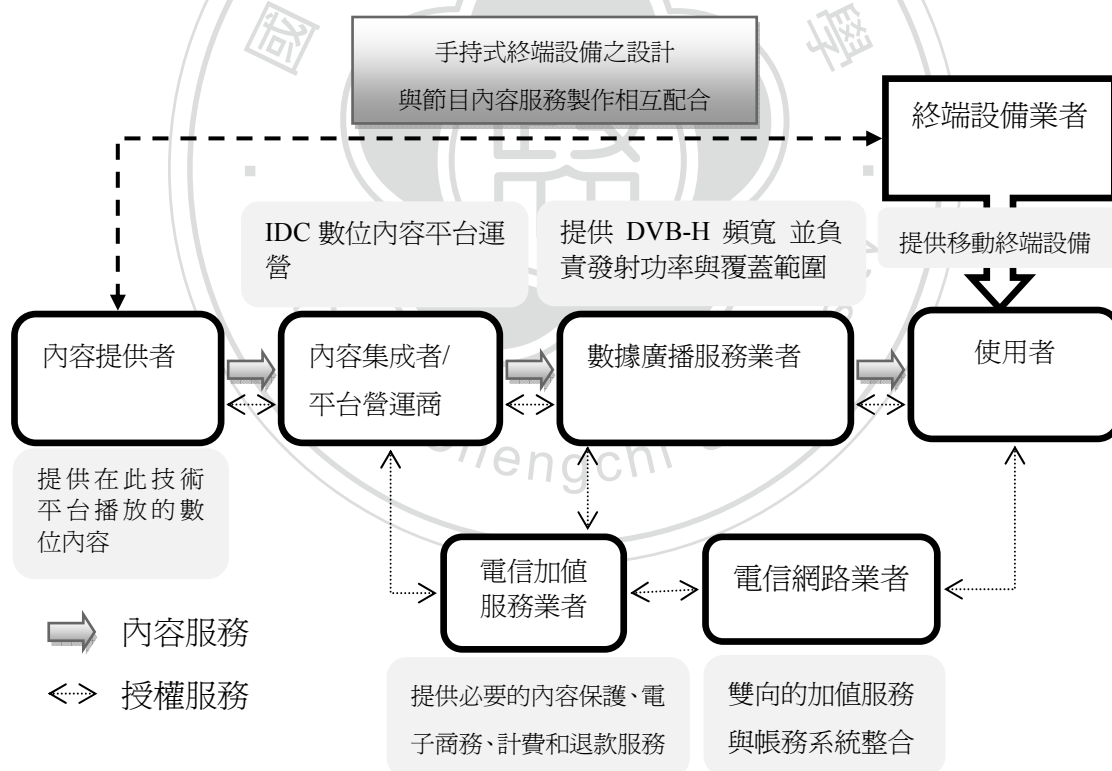 國
學
手持式終端設備之設計
與節目內容服務製作相互配合
終端設備業者
IDC 數位內容平台運
營
提供 DVB-H 頻寬 並負
責發射功率與覆蓋範圍
提供移動終端設備
內容提供者
內容集成者/
平台營運商
數據廣播服務業者
使用者
提供在此技術
平台播放的數
位內容
電信加值
服務業者
電信網路業者
內容服務
授權服務
提供必要的內容保護、電
子商務、計費和退款服務
雙向的加值服務
與帳務系統整合